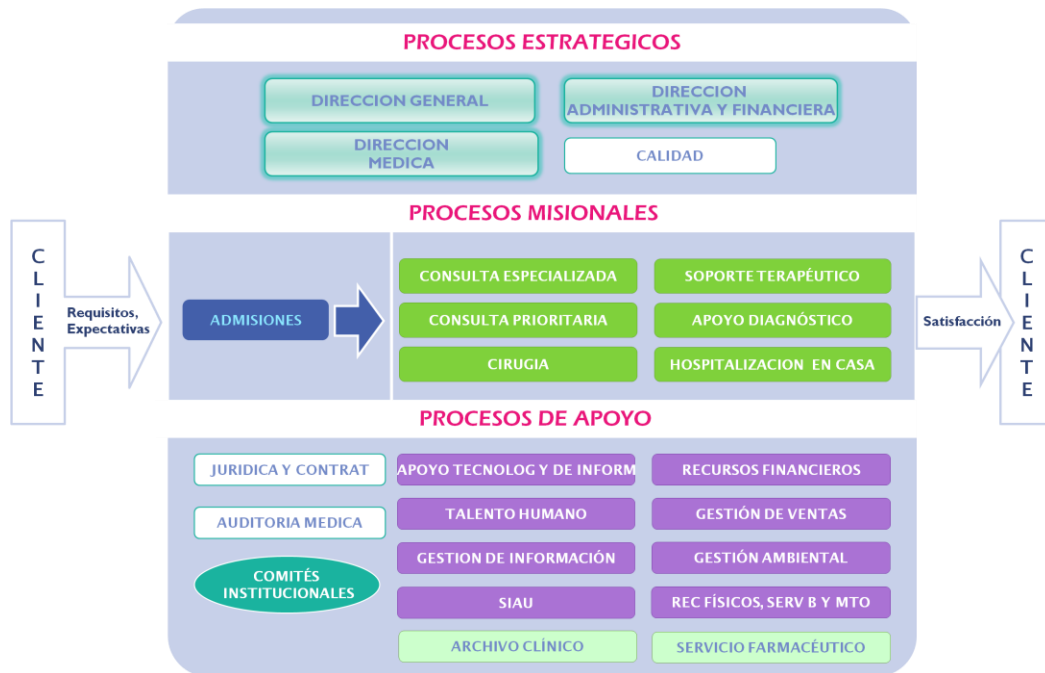 PROCESOS ESTRATEGICOS
DIRECCION GENERAL
DIRECCION
ADMINISTRATIVA Y FINANCIERA
DIRECCION
MEDICA
CALIDAD
PROCESOS MISIONALES
CLIENTE
Requisitos,
Expectativas
ADMISIONES
CONSULTA ESPECIALIZADA
SOPORTE TERAPÉUTICO
CONSULTA PRIORITARIA
APOYO DIAGNÓSTICO
CIRUGIA
HOSPITALIZACION EN CASA
Satisfacción
CLIENTE
PROCESOS DE APOYO
JURIDICA Y CONTRAT
APOYO TECNOLOG Y DE INFORM
RECURSOS FINANCIEROS
AUDITORIA MEDICA
TALENTO HUMANO
GESTIÓN DE VENTAS
COMITÉS
INSTITUCIONALES
GESTION DE INFORMACIÓN
GESTIÓN AMBIENTAL
SIAU
REC FÍSICOS, SERV B Y MTO
ARCHIVO CLÍNICO
SERVICIO FARMACÉUTICO